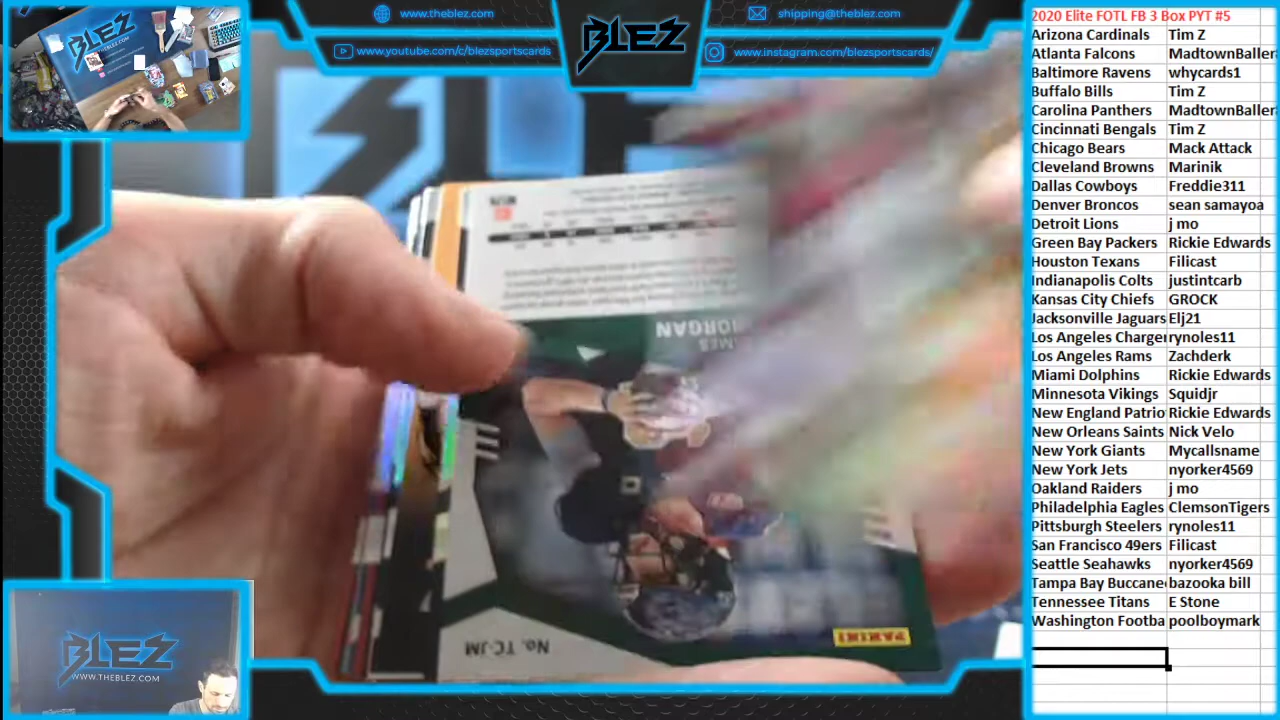 www.theblez.com
www.youtube.com/c/blezsportscards
BLEZ
shipping@theblez.com
www.instagram.com/blezsportscards/
2020 Elite FOTL FB 3 Box PYT #5
Arizona Cardinals Tim Z
Atlanta Falcons MadtownBaller
Baltimore Ravens whycards1
Buffalo Bills Tim Z
Carolina Panthers MadtownBaller
Cincinnati Bengals Tim Z
Chicago Bears Mack Attack
Cleveland Browns Marinik
Dallas Cowboys Freddie311
Denver Broncos sean samayoa
Detroit Lions j mo
Green Bay Packers Rickie Edwards
Houston Texans Filicast
Indianapolis Colts justintcarb
Kansas City Chiefs GROCK
Jacksonville Jaguars Elj21
Los Angeles Charger rynoles11
Los Angeles Rams Zachderk
Miami Dolphins Rickie Edwards
Minnesota Vikings Squidjr
New England Patrio Rickie Edwards
New Orleans Saints Nick Velo
New York Giants Mycallsname
New York Jets nyorker4569
Oakland Raiders j mo
Philadelphia Eagles ClemsonTigers
Pittsburgh Steelers rynoles11
San Francisco 49ers Filicast
Seattle Seahawks nyorker4569
Tampa Bay Buccane bazooka bill
Tennessee Titans E Stone
Washington Footba poolboymark
ORGAN
PANINI
No. TC-JM
BLEZ
WWW.THEBLEZ.COM